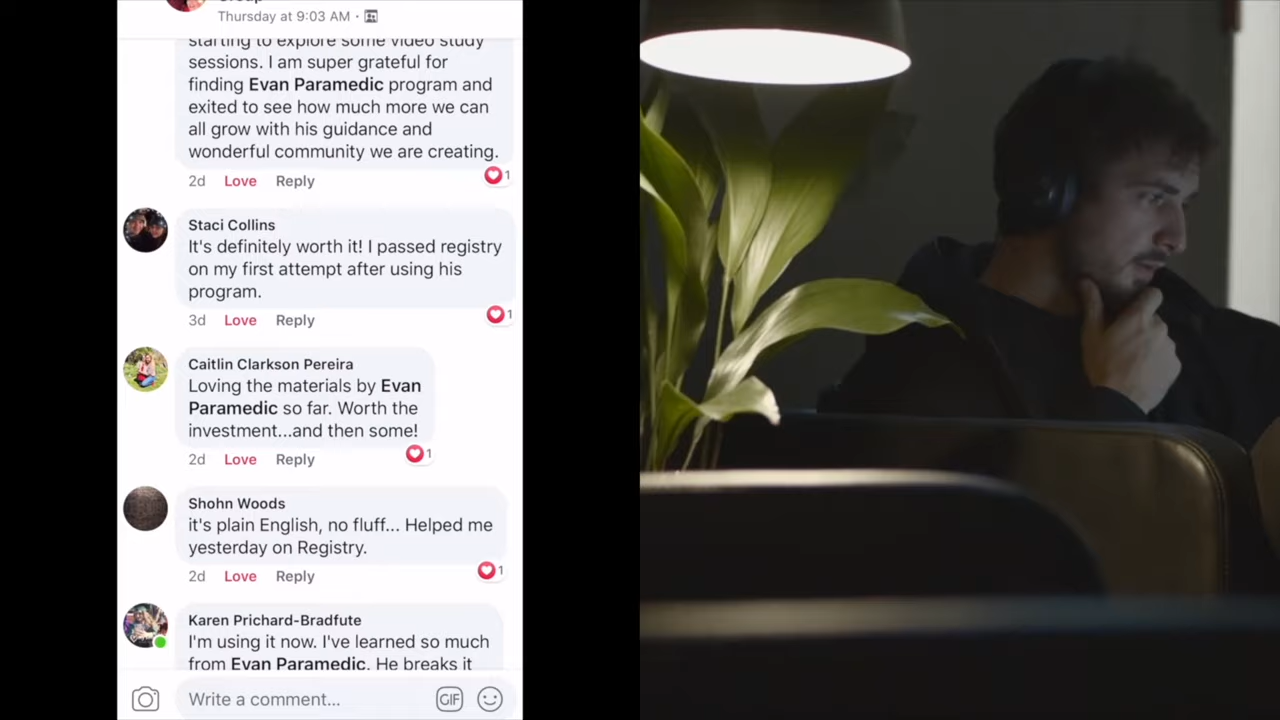 Thursday at 9:03 AM ·
starting to explore some video study
sessions. I am super grateful for
finding Evan Paramedic program and
exited to see how much more we can
all grow with his guidance and
wonderful community we are creating.
2d Love Reply 1
Staci Collins
It's definitely worth it! I passed registry
on my first attempt after using his
program.
3d Love Reply 1
Caitlin Clarkson Pereira
Loving the materials by Evan
Paramedic so far. Worth the
investment...and then some!
2d Love Reply 1
Shohn Woods
it's plain English, no fluff... Helped me
yesterday on Registry.
2d Love Reply 1
Karen Prichard-Bradfute
I'm using it now. I've learned so much
from Evan Paramedic. He breaks it
Write a comment... GIF